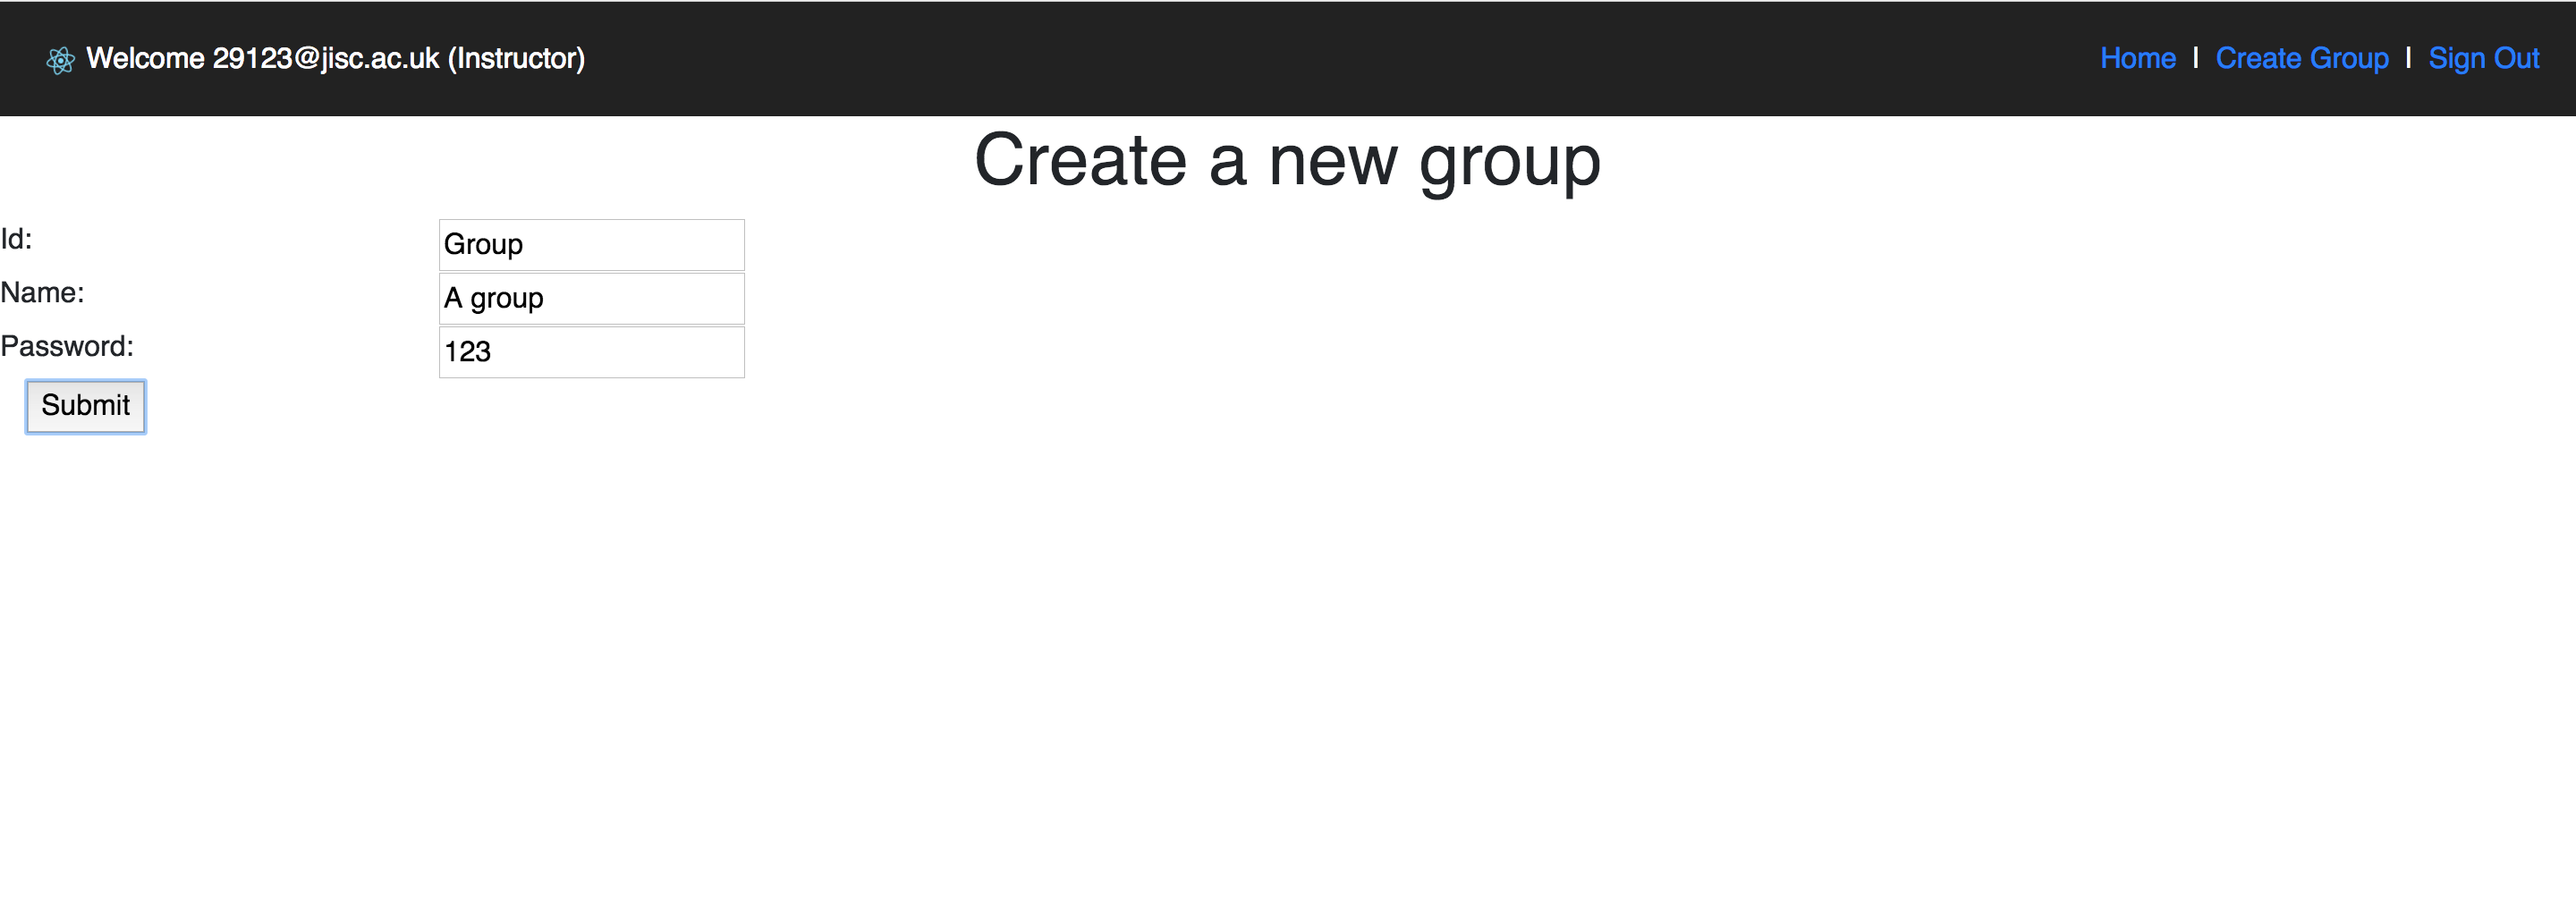 Welcome 29123@jisc.ac.uk (Instructor) Home | Create Group | Sign Out
Create a new group
Id: Group
Name: A group
Password: 123
Submit